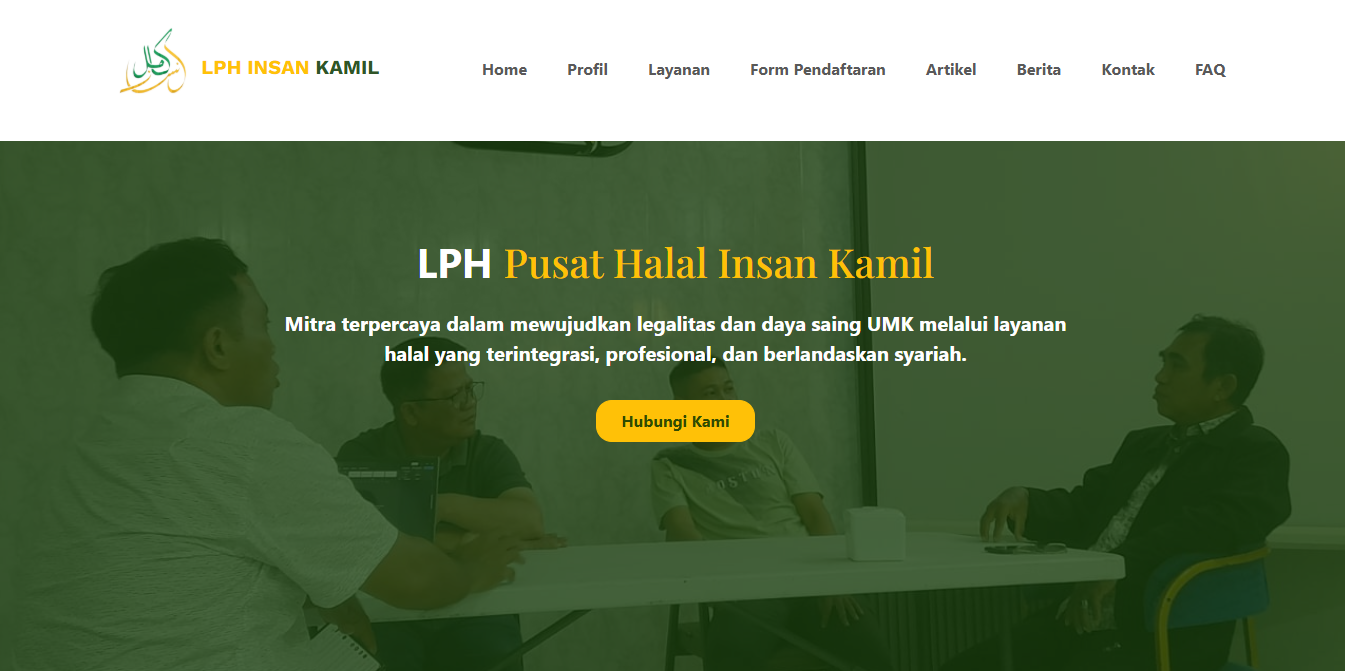 LPH INSAN KAMIL
Home
Profil
Layanan
Form Pendaftaran
Artikel
Berita
Kontak
FAQ
LPH Pusat Halal Insan Kamil
Mitra terpercaya dalam mewujudkan legalitas dan daya saing UMK melalui layanan
halal yang terintegrasi, profesional, dan berlandaskan syariah.
Hubungi Kami